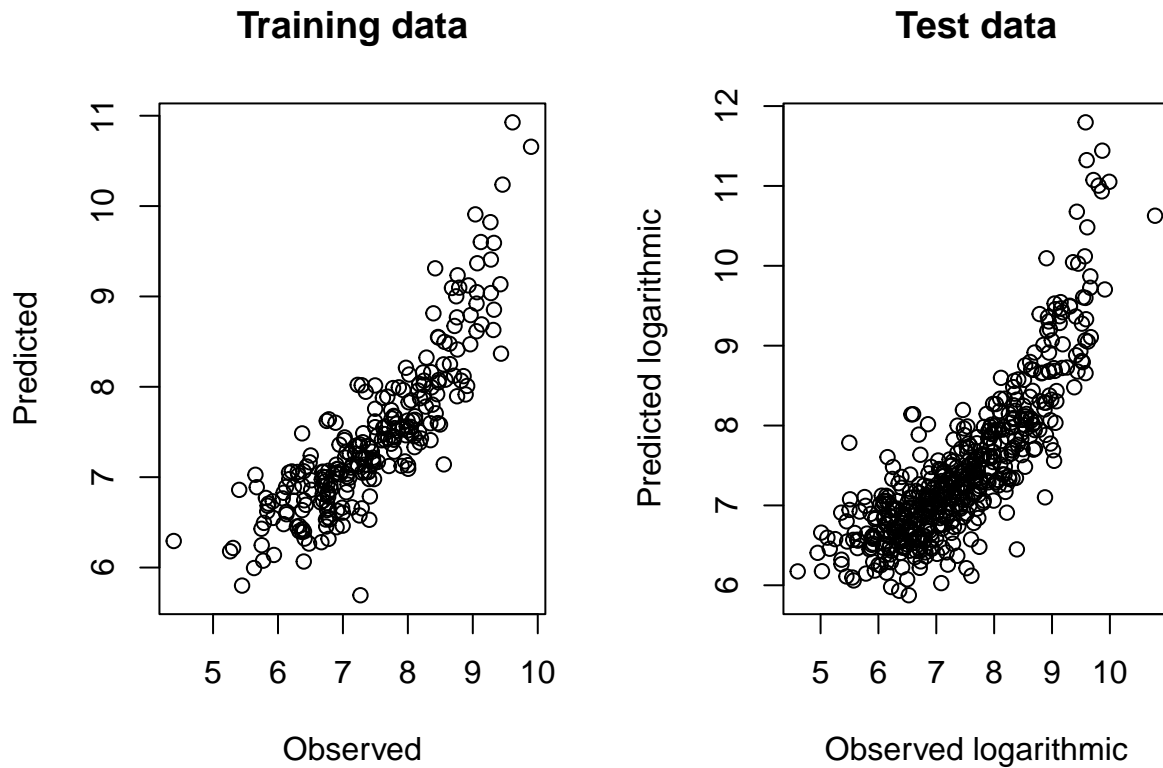 Training data
Predicted
11
10
9
8
7
6
5 6 7 8 9 10
Observed
Test data
Predicted logarithmic
12
11
10
9
8
7
6
5 6 7 8 9 10
Observed logarithmic